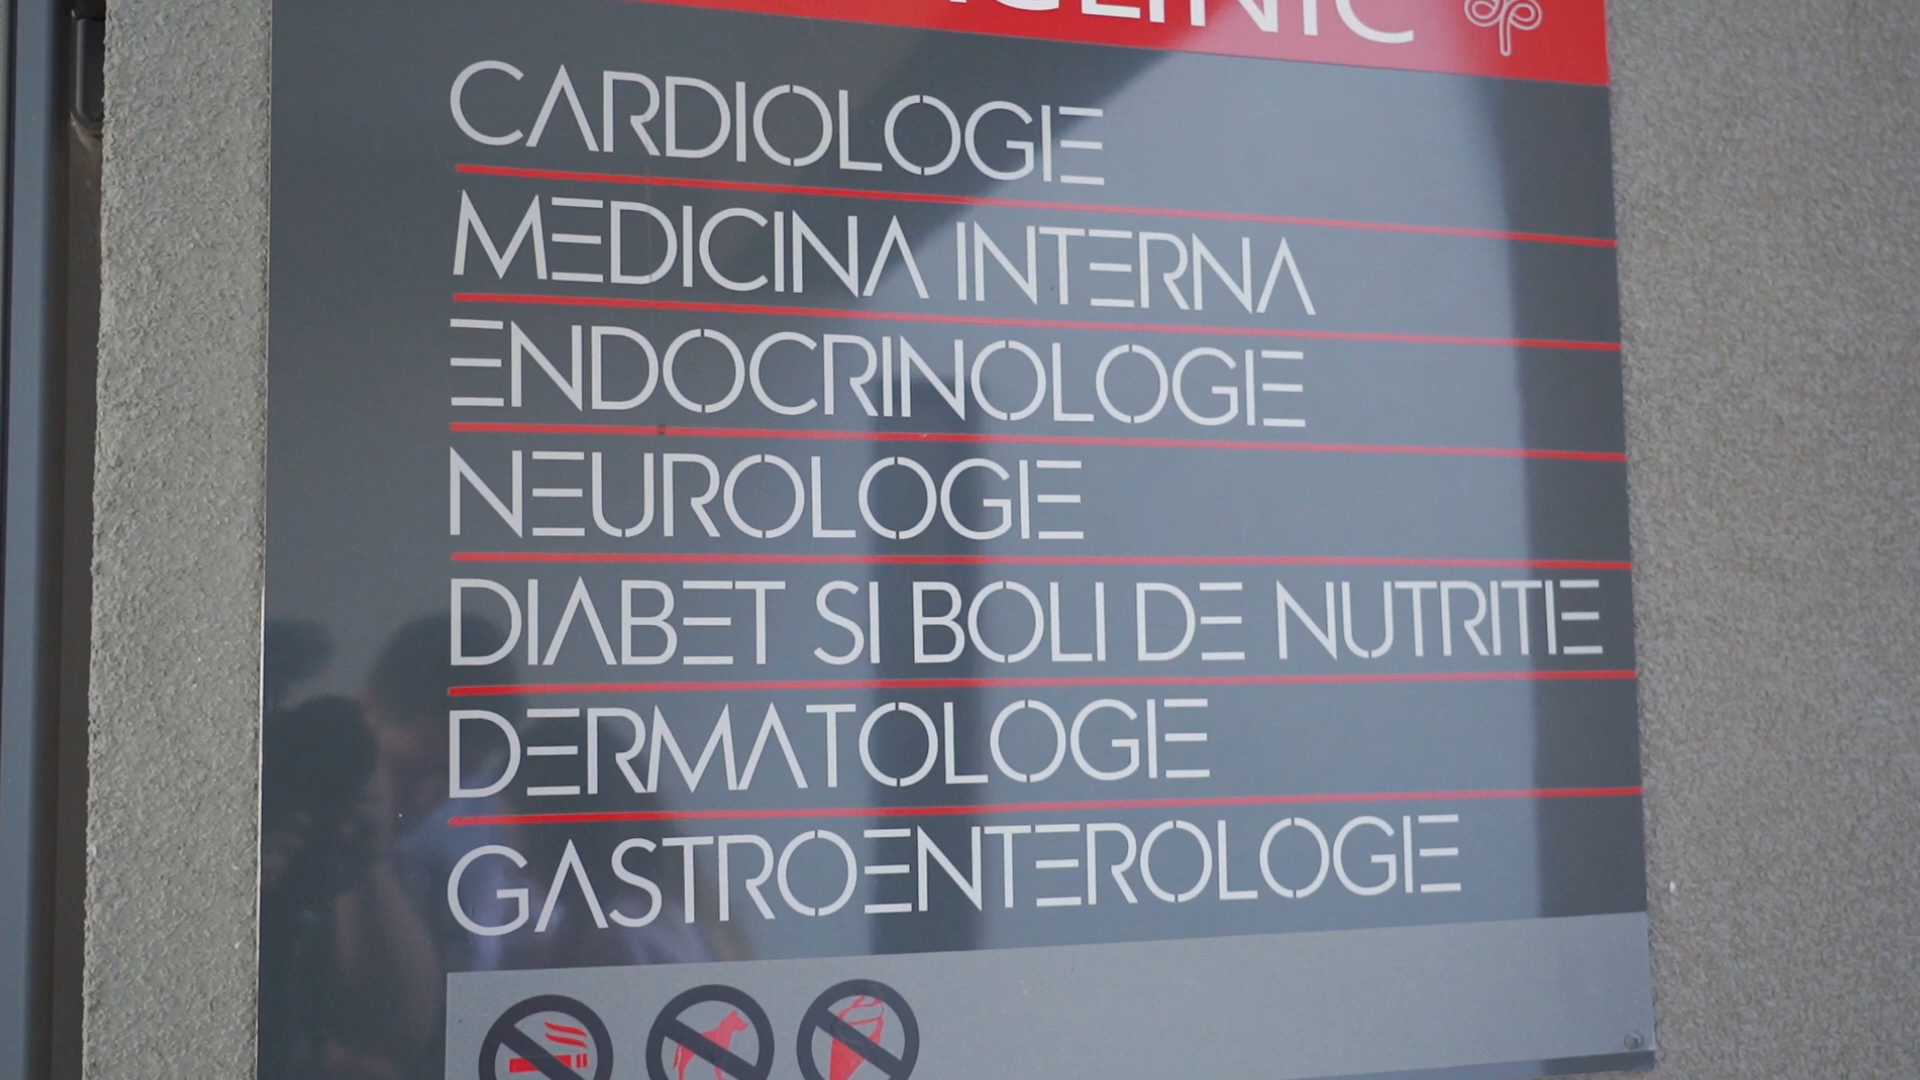 CARDIOLOGIE
MEDICINA INTERNA
ENDOCRINOLOGIE
NEUROLOGIE
DIABET SI BOLI DE NUTRITIE
DERMATOLOGIE
GASTROENTEROLOGIE